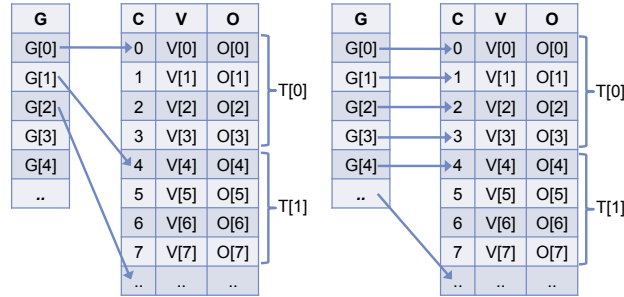 G C V O
G[0] 0 V[0] O[0]
G[1] 1 V[1] O[1]
G[2] 2 V[2] O[2]
G[3] 3 V[3] O[3]
G[4] 4 V[4] O[4]
.. 5 V[5] O[5]
6 V[6] O[6]
7 V[7] O[7]
.. .. ..
T[0]
T[1]
G C V O
G[0] 0 V[0] O[0]
G[1] 1 V[1] O[1]
G[2] 2 V[2] O[2]
G[3] 3 V[3] O[3]
G[4] 4 V[4] O[4]
.. 5 V[5] O[5]
6 V[6] O[6]
7 V[7] O[7]
.. .. ..
T[0]
T[1]